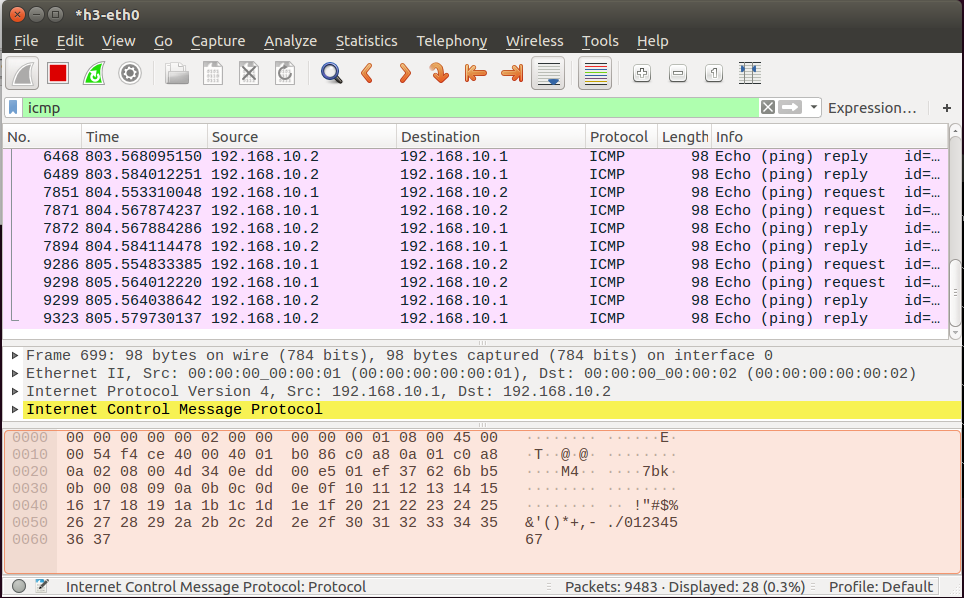 *h3-eth0
File Edit View Go Capture Analyze Statistics Telephony Wireless Tools Help
icmp Expression… +
No. Time Source Destination Protocol Length Info
6468 803.568095150 192.168.10.2 192.168.10.1 ICMP 98 Echo (ping) reply id=…
6489 803.584012251 192.168.10.2 192.168.10.1 ICMP 98 Echo (ping) reply id=…
7851 804.553310048 192.168.10.1 192.168.10.2 ICMP 98 Echo (ping) request id=…
7871 804.567874237 192.168.10.1 192.168.10.2 ICMP 98 Echo (ping) request id=…
7872 804.567884286 192.168.10.2 192.168.10.1 ICMP 98 Echo (ping) reply id=…
7894 804.584114478 192.168.10.2 192.168.10.1 ICMP 98 Echo (ping) reply id=…
9286 805.554833385 192.168.10.1 192.168.10.2 ICMP 98 Echo (ping) request id=…
9298 805.564012220 192.168.10.1 192.168.10.2 ICMP 98 Echo (ping) request id=…
9299 805.564038642 192.168.10.2 192.168.10.1 ICMP 98 Echo (ping) reply id=…
9323 805.579730137 192.168.10.2 192.168.10.1 ICMP 98 Echo (ping) reply id=…
Frame 699: 98 bytes on wire (784 bits), 98 bytes captured (784 bits) on interface 0
Ethernet II, Src: 00:00:00_00:00:01 (00:00:00:00:00:01), Dst: 00:00:00_00:00:02 (00:00:00:00:00:02)
Internet Protocol Version 4, Src: 192.168.10.1, Dst: 192.168.10.2
Internet Control Message Protocol
0000 00 00 00 00 00 02 00 00 00 00 00 01 08 00 45 00 ········ ······E·
0010 00 54 f4 ce 40 00 40 01 b0 86 c0 a8 0a 01 c0 a8 ·T··@·@· ········
0020 0a 02 08 00 4d 34 0e dd 00 e5 01 ef 37 62 6b b5 ····M4·· ····7bk·
0030 0b 00 08 09 0a 0b 0c 0d 0e 0f 10 11 12 13 14 15 ········ ········
0040 16 17 18 19 1a 1b 1c 1d 1e 1f 20 21 22 23 24 25 ········ ·· !"#$%
0050 26 27 28 29 2a 2b 2c 2d 2e 2f 30 31 32 33 34 35 &'()*+,- ./012345
0060 36 37 67
Internet Control Message Protocol: Protocol Packets: 9483 · Displayed: 28 (0.3%) Profile: Default